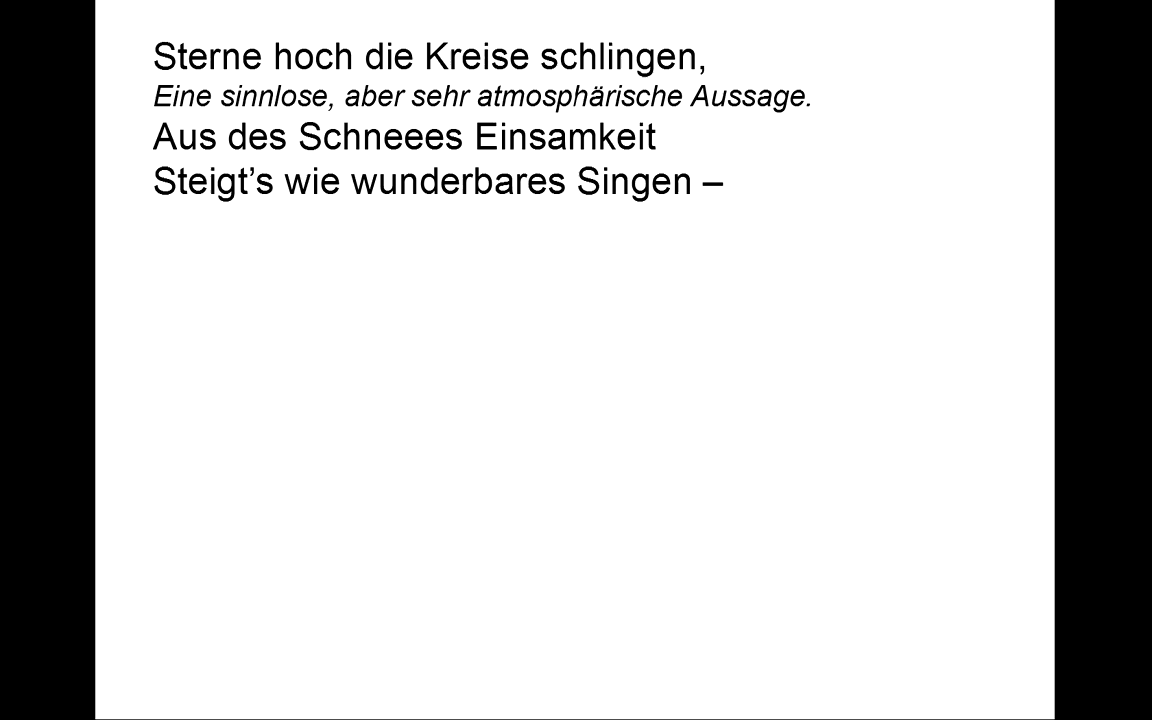 Sterne hoch die Kreise schlingen,
Eine sinnlose, aber sehr atmosphärische Aussage.
Aus des Schneees Einsamkeit
Steigt’s wie wunderbares Singen –